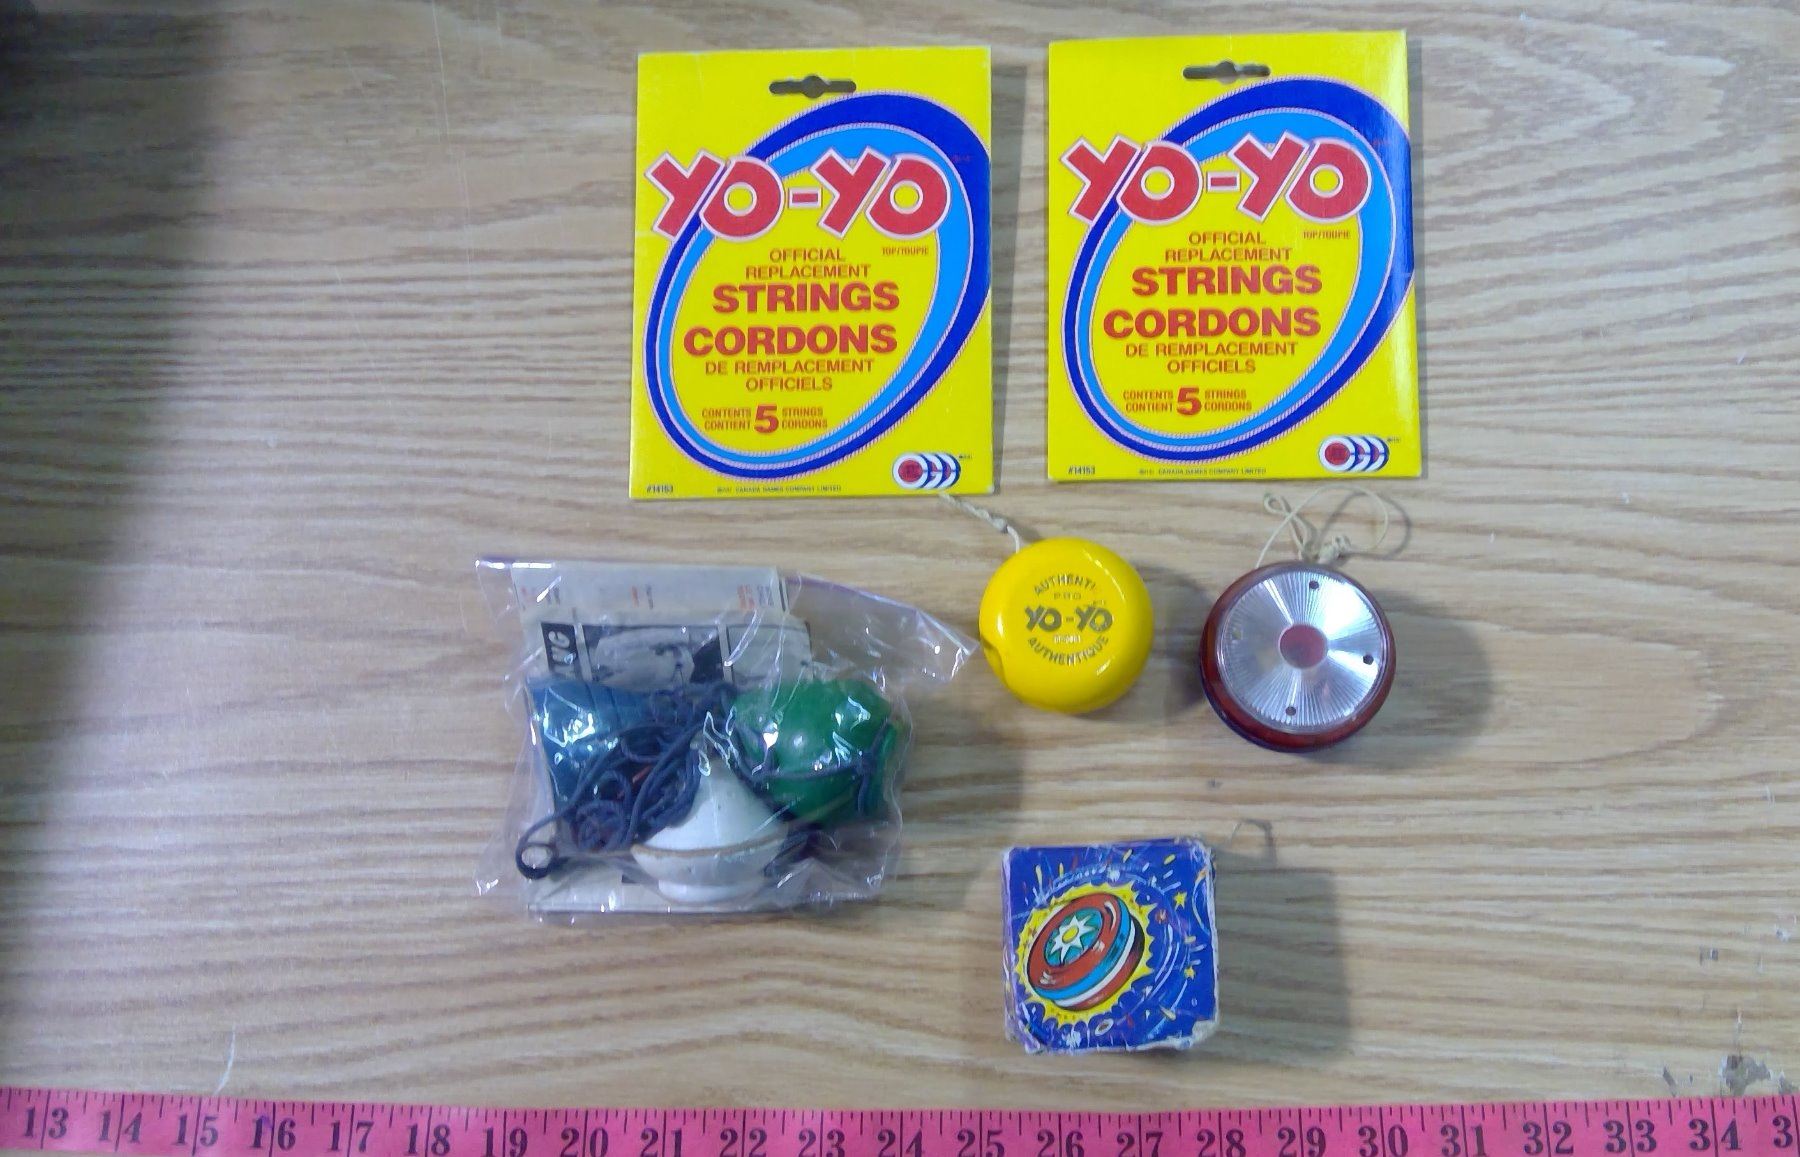 YO-YO
TOP/TOUPIE
OFFICIAL
REPLACEMENT
STRINGS
CORDONS
DE REMPLACEMENT
OFFICIELS
CONTENTS 5 STRINGS
CONTIENT CORDONS
#14153 CANADA GAMES COMPANY LIMITED
YO-YO
TOP/TOUPIE
OFFICIAL
REPLACEMENT
STRINGS
CORDONS
DE REMPLACEMENT
OFFICIELS
CONTENTS 5 STRINGS
CONTIENT CORDONS
#14153 CANADA GAMES COMPANY LIMITED
PRO
YO-YO
AUTHENTIQUE
13 14 15 16 17 18 19 20 21 22 23 24 25 26 27 28 29 30 31 32 33 34 3